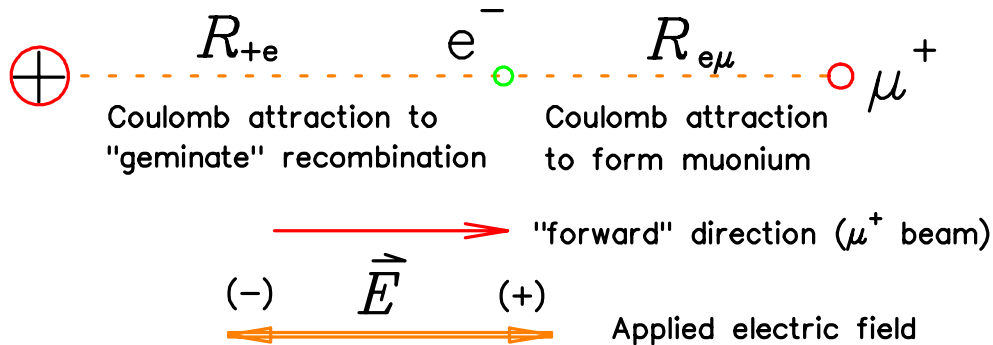 R+e e− Reμ μ+
Coulomb attraction to
"geminate" recombination
Coulomb attraction
to form muonium
"forward" direction (μ+ beam)
(−) E⃗ (+)
Applied electric field